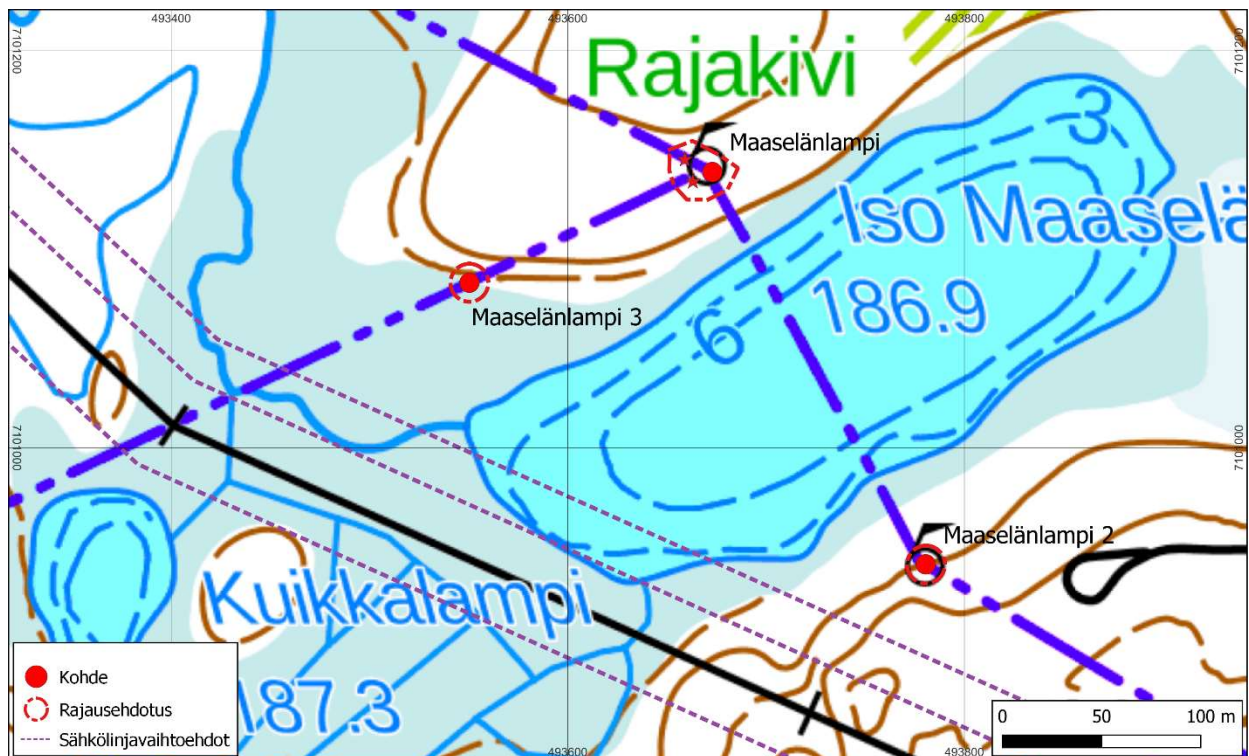 493400
493600
493800
7101200
7101200
Rajakivi
Maaselänlampi
3
Iso Maaselä
186.9
6
Maaselänlampi 3
7101000
7101000
Maaselänlampi 2
Kuikkalampi
187.3
Kohde
Rajausehdotus
Sähkölinjavaihtoehdot
0 50 100 m
493600
493800